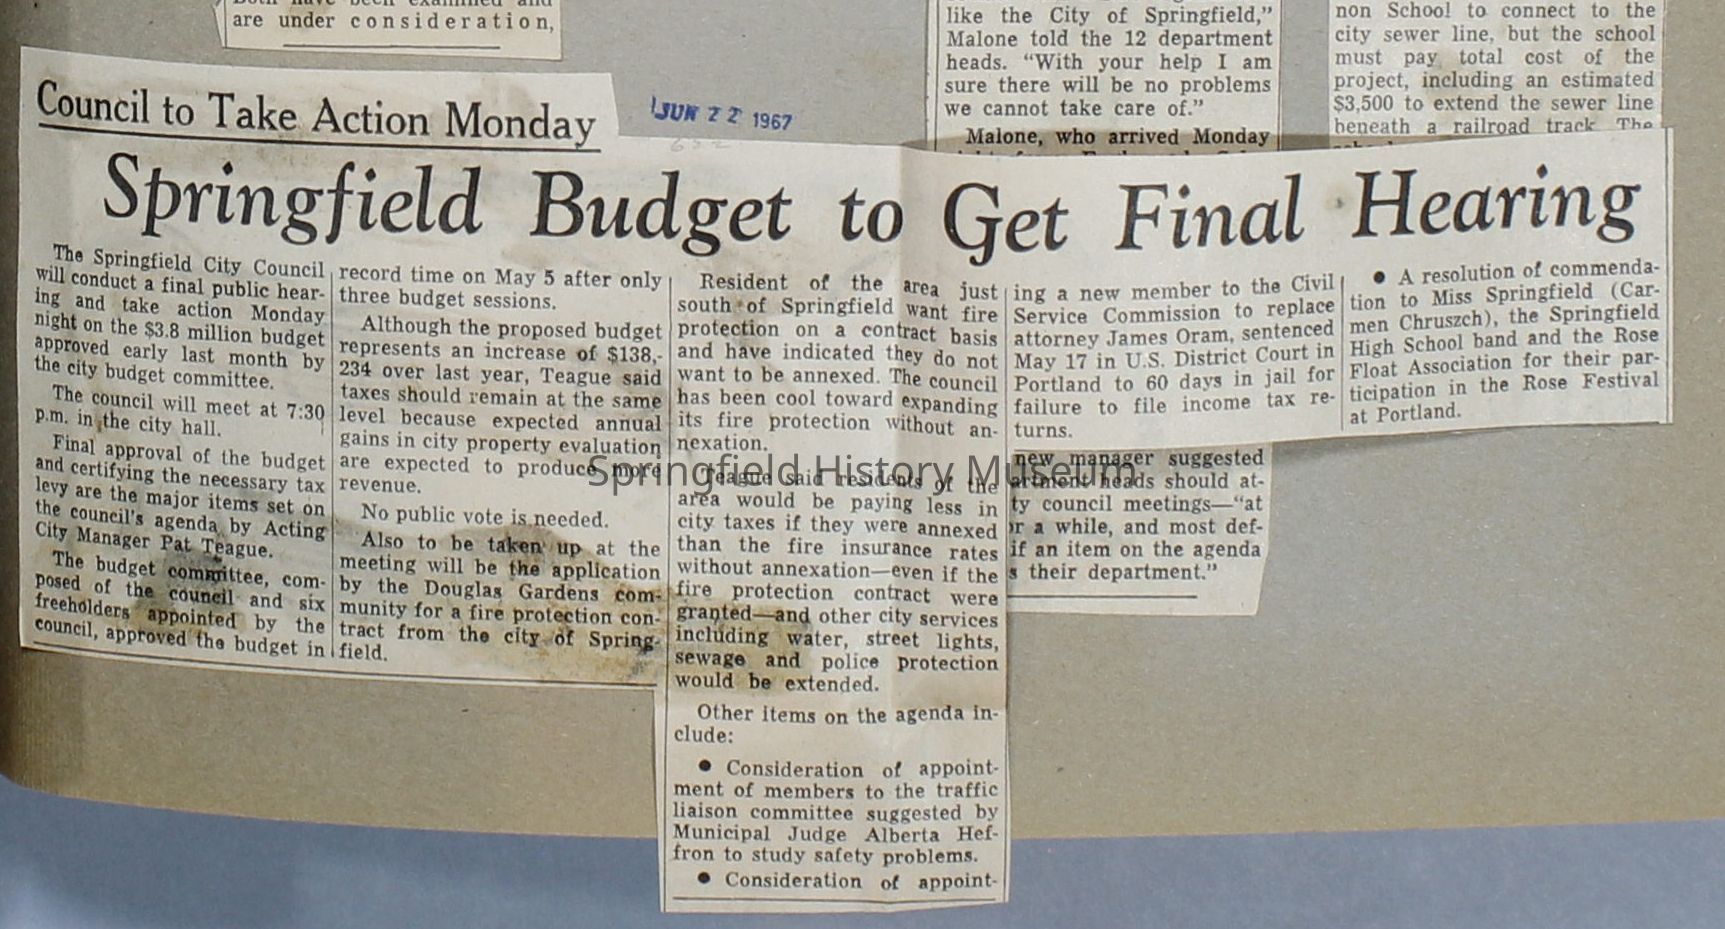 Both have been examined and
are under consideration,
like the City of Springfield,"
Malone told the 12 department
heads. "With your help I am
sure there will be no problems
we cannot take care of."
Malone, who arrived Monday
non School to connect to the
city sewer line, but the school
must pay total cost of the
project, including an estimated
$3,500 to extend the sewer line
beneath a railroad track. The
Council to Take Action Monday
JUN 22 1967
Springfield Budget to Get Final Hearing
The Springfield City Council
will conduct a final public hear-
ing and take action Monday
night on the $3.8 million budget
approved early last month by
the city budget committee.
The council will meet at 7:30
p.m. in the city hall.
Final approval of the budget
and certifying the necessary tax
levy are the major items set on
the council's agenda by Acting
City Manager Pat Teague.
The budget committee, com-
posed of the council and six
freeholders appointed by the
council, approved the budget in
record time on May 5 after only
three budget sessions.
Although the proposed budget
represents an increase of $138,-
234 over last year, Teague said
taxes should remain at the same
level because expected annual
gains in city property evaluation
are expected to produce more
revenue.
No public vote is needed.
Also to be taken up at the
meeting will be the application
by the Douglas Gardens com-
munity for a fire protection con-
tract from the city of Spring-
field.
Resident of the area just
south of Springfield want fire
protection on a contract basis
and have indicated they do not
want to be annexed. The council
has been cool toward expanding
its fire protection without an-
nexation.
Teague said residents of the
area would be paying less in
city taxes if they were annexed
than the fire insurance rates
without annexation—even if the
fire protection contract were
granted—and other city services
including water, street lights,
sewage and police protection
would be extended.
Other items on the agenda in-
clude:
● Consideration of appoint-
ment of members to the traffic
liaison committee suggested by
Municipal Judge Alberta Hef-
fron to study safety problems.
● Consideration of appoint-
ing a new member to the Civil
Service Commission to replace
attorney James Oram, sentenced
May 17 in U.S. District Court in
Portland to 60 days in jail for
failure to file income tax re-
turns.
● A resolution of commenda-
tion to Miss Springfield (Car-
men Chruszch), the Springfield
High School band and the Rose
Float Association for their par-
ticipation in the Rose Festival
at Portland.
new manager suggested
artment heads should at-
ty council meetings—"at
or a while, and most def-
if an item on the agenda
s their department."
Springfield History Museum